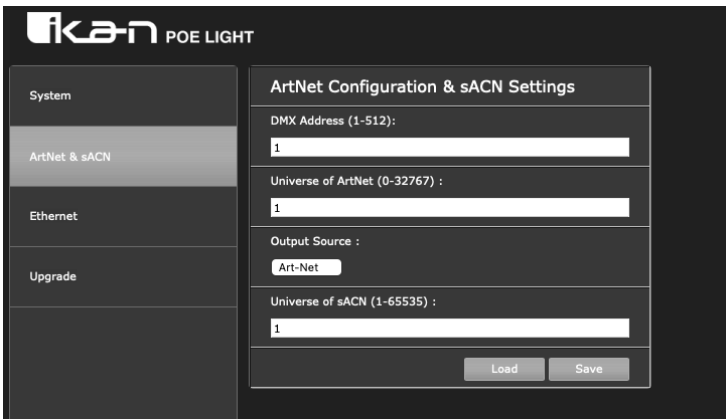 ikan POE LIGHT
System
ArtNet & sACN
Ethernet
Upgrade
ArtNet Configuration & sACN Settings
DMX Address (1-512):
1
Universe of ArtNet (0-32767) :
1
Output Source :
Art-Net
Universe of sACN (1-65535) :
1
Load Save